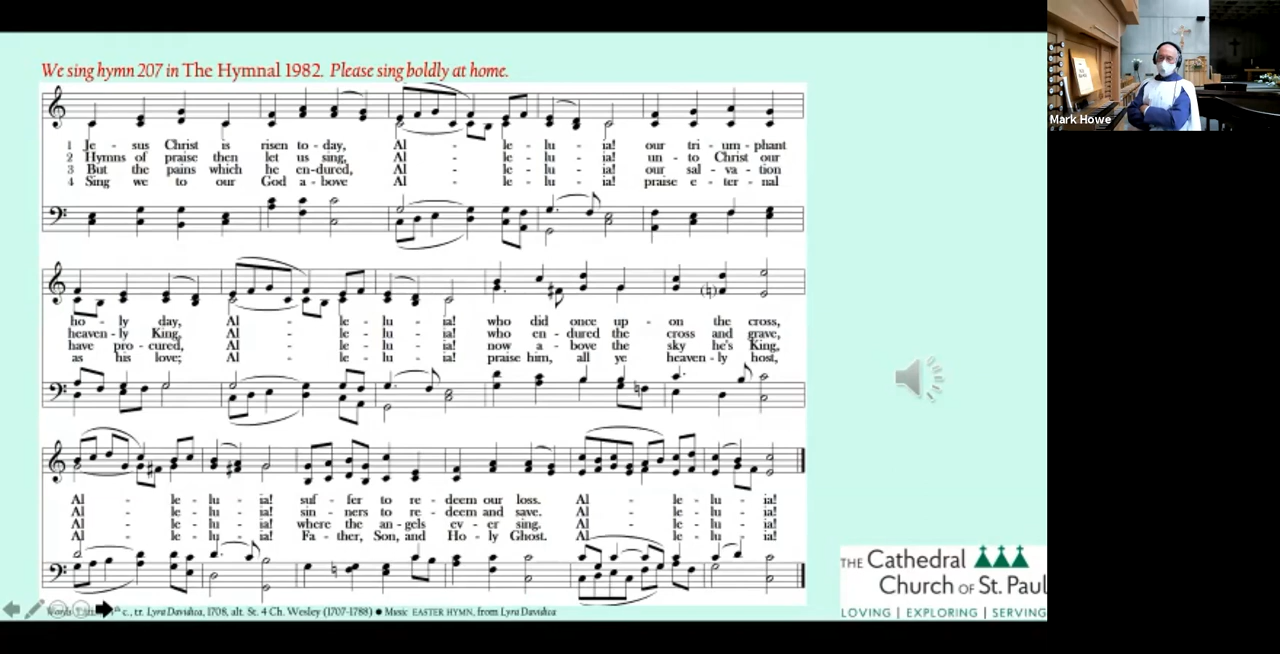 We sing hymn 207 in The Hymnal 1982. Please sing boldly at home.
Mark Howe
1 Je - sus Christ is risen to - day, Al - le - lu - ia! our tri - um - phant
2 Hymns of praise then let us sing, Al - le - lu - ia! un - to Christ our
3 But the pains which he en - dured, Al - le - lu - ia! our sal - va - tion
4 Sing we to our God a - bove Al - le - lu - ia! praise e - ter - nal
ho - ly day, Al - le - lu - ia! who did once up - on the cross,
heaven - ly King, Al - le - lu - ia! who en - dured the cross and grave,
have pro - cured, Al - le - lu - ia! now a - bove the sky he's King,
as his love; Al - le - lu - ia! praise him, all ye heaven - ly host,
Al - le - lu - ia! suf - fer to re - deem our loss. Al - le - lu - ia!
Al - le - lu - ia! sin - ners to re - deem and save. Al - le - lu - ia!
Al - le - lu - ia! where the an - gels ev - er sing. Al - le - lu - ia!
Al - le - lu - ia! Fa - ther, Son, and Ho - ly Ghost. Al - le - lu - ia!
c., tr. Lyra Davidica, 1708, alt. St. 4 Ch. Wesley (1707-1788) ● Music: EASTER HYMN, from Lyra Davidica
THE Cathedral
Church OF St. Paul
LOVING | EXPLORING | SERVING